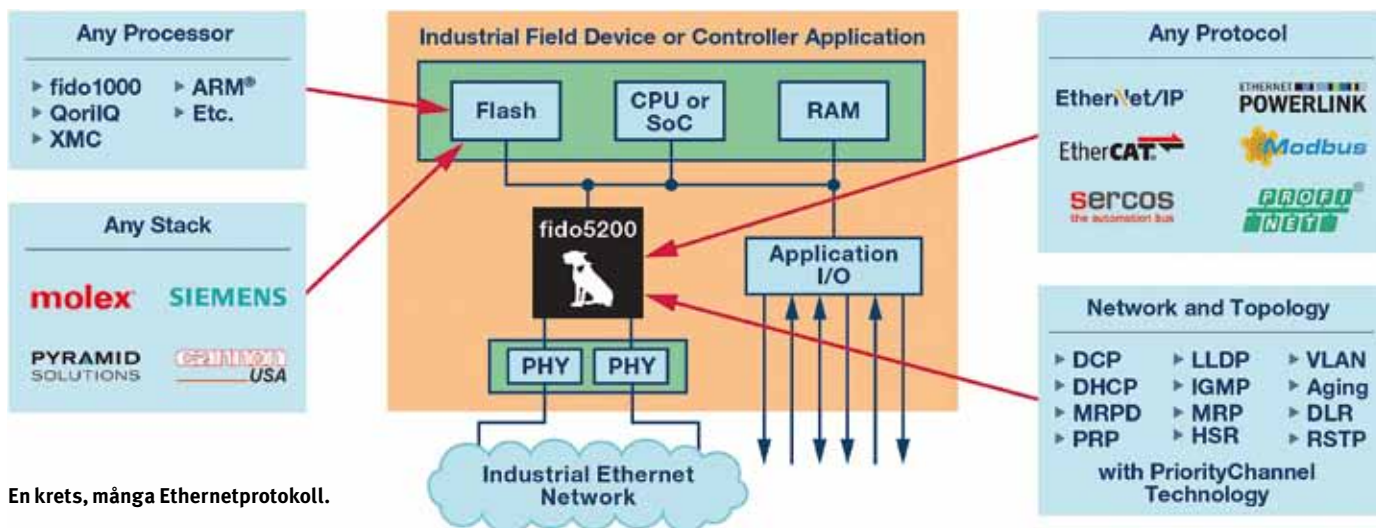 Any Processor
▸ fido1000
▸ QorilQ
▸ XMC
▸ ARM®
▸ Etc.
Any Stack
molex®
SIEMENS
PYRAMID
SOLUTIONS
cannon
USA
En krets, många Ethernetprotokoll.
Industrial Field Device or Controller Application
Flash
CPU or
SoC
RAM
fido5200
Application
I/O
PHY
PHY
Industrial Ethernet
Network
Any Protocol
EtherNet/IP
ETHERNET
POWERLINK
EtherCAT®
Modbus
sercos
the automation bus
PROFI
NET®
Network and Topology
▸ DCP
▸ DHCP
▸ MRPD
▸ PRP
▸ LLDP
▸ IGMP
▸ MRP
▸ HSR
▸ VLAN
▸ Aging
▸ DLR
▸ RSTP
with PriorityChannel
Technology